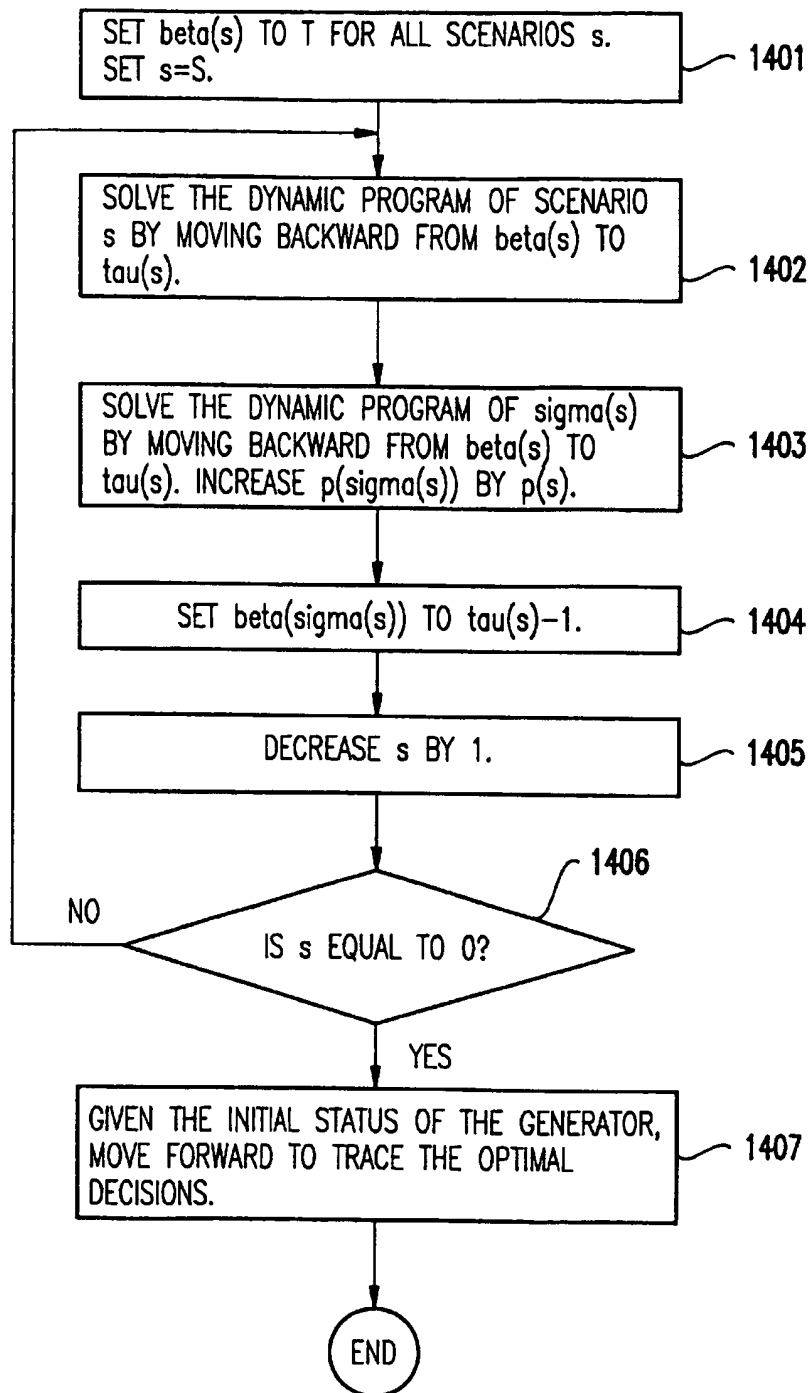 SET beta(s) TO T FOR ALL SCENARIOS s.
SET s=S.
1401
SOLVE THE DYNAMIC PROGRAM OF SCENARIO
s BY MOVING BACKWARD FROM beta(s) TO
tau(s).
1402
SOLVE THE DYNAMIC PROGRAM OF sigma(s)
BY MOVING BACKWARD FROM beta(s) TO
tau(s). INCREASE p(sigma(s)) BY p(s).
1403
SET beta(sigma(s)) TO tau(s)-1.
1404
DECREASE s BY 1.
1405
1406
NO
IS s EQUAL TO 0?
YES
GIVEN THE INITIAL STATUS OF THE GENERATOR,
MOVE FORWARD TO TRACE THE OPTIMAL
DECISIONS.
1407
END